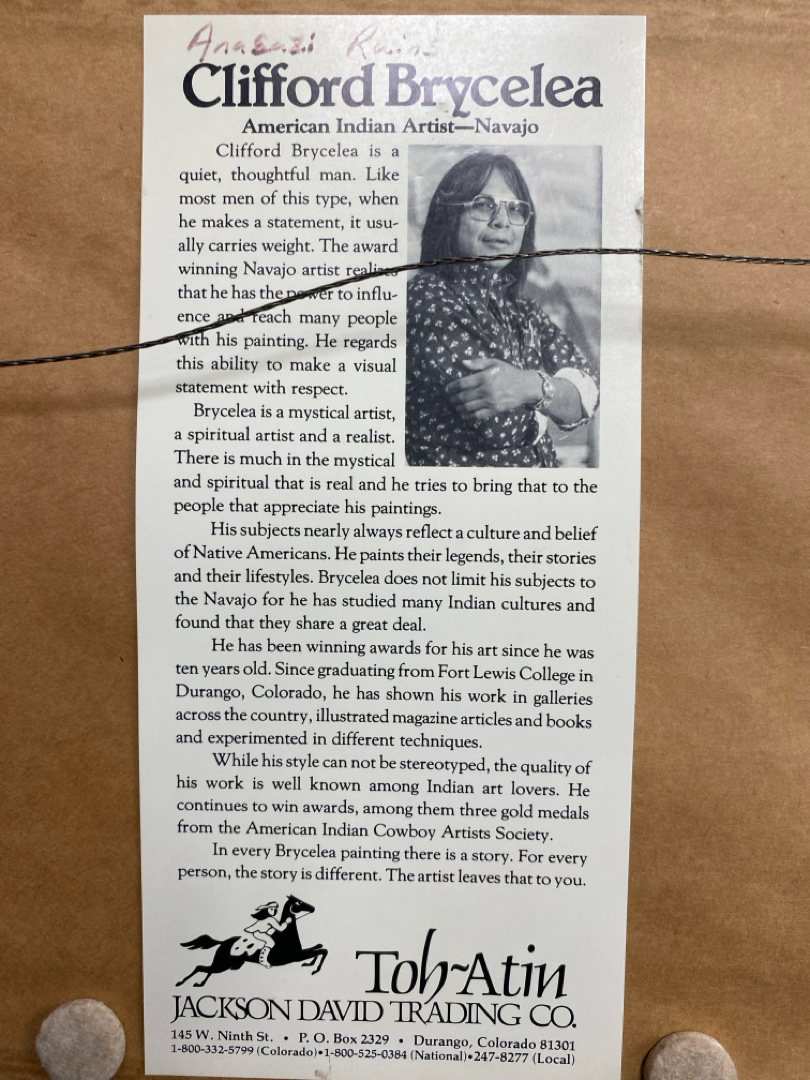 Anasazi Ruins
Clifford Brycelea
American Indian Artist—Navajo
Clifford Brycelea is a
quiet, thoughtful man. Like
most men of this type, when
he makes a statement, it usu-
ally carries weight. The award
winning Navajo artist realizes
that he has the power to influ-
ence and reach many people
with his painting. He regards
this ability to make a visual
statement with respect.
Brycelea is a mystical artist,
a spiritual artist and a realist.
There is much in the mystical
and spiritual that is real and he tries to bring that to the
people that appreciate his paintings.
His subjects nearly always reflect a culture and belief
of Native Americans. He paints their legends, their stories
and their lifestyles. Brycelea does not limit his subjects to
the Navajo for he has studied many Indian cultures and
found that they share a great deal.
He has been winning awards for his art since he was
ten years old. Since graduating from Fort Lewis College in
Durango, Colorado, he has shown his work in galleries
across the country, illustrated magazine articles and books
and experimented in different techniques.
While his style can not be stereotyped, the quality of
his work is well known among Indian art lovers. He
continues to win awards, among them three gold medals
from the American Indian Cowboy Artists Society.
In every Brycelea painting there is a story. For every
person, the story is different. The artist leaves that to you.
Toh~Atin
JACKSON DAVID TRADING CO.
145 W. Ninth St. • P. O. Box 2329 • Durango, Colorado 81301
1-800-332-5799 (Colorado)•1-800-525-0384 (National)•247-8277 (Local)